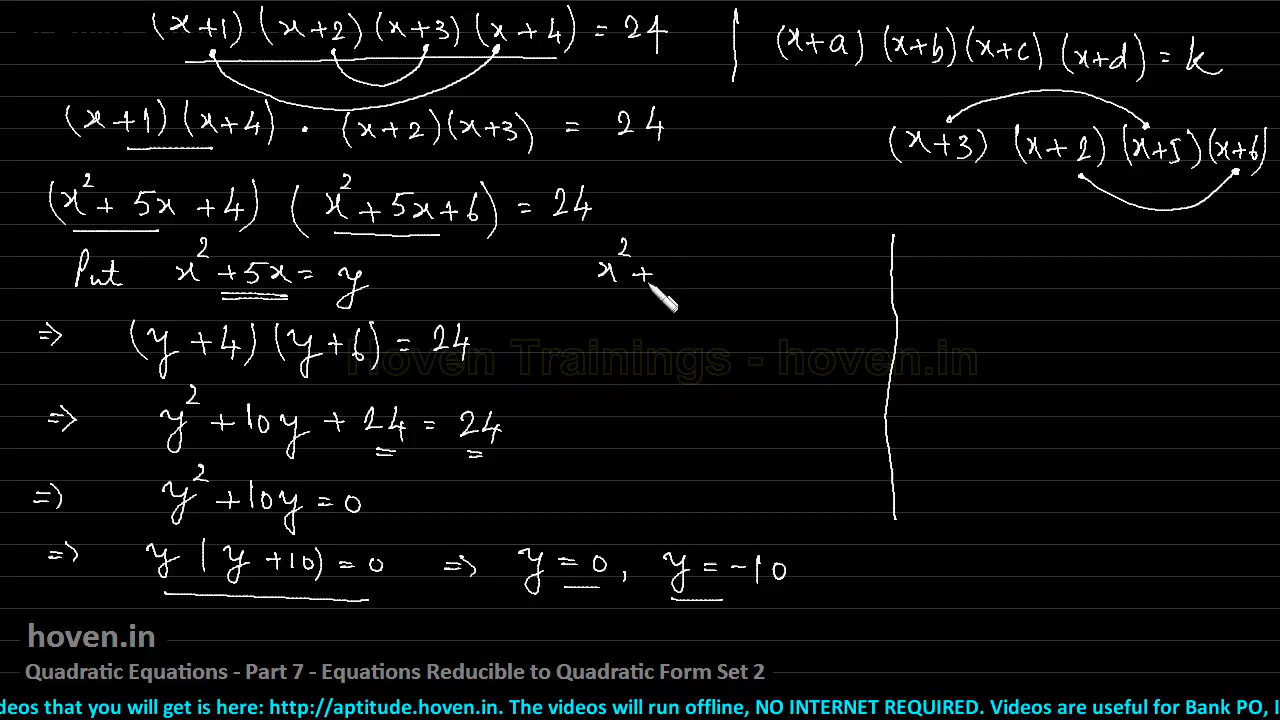 (x+1) (x+2) (x+3) (x+4) = 24
(x+a) (x+b) (x+c) (x+d) = k
(x+1) (x+4) . (x+2) (x+3) = 24
(x+3) (x+2) (x+5) (x+6)
(x² + 5x + 4) (x² + 5x + 6) = 24
Put x² + 5x = y
x² +
⇒ (y + 4) (y + 6) = 24
Hoven Trainings - hoven.in
⇒ y² + 10y + 24 = 24
⇒ y² + 10y = 0
⇒ y (y + 10) = 0 ⇒ y = 0, y = -10
hoven.in
Quadratic Equations - Part 7 - Equations Reducible to Quadratic Form Set 2
deos that you will get is here: http://aptitude.hoven.in. The videos will run offline, NO INTERNET REQUIRED. Videos are useful for Bank PO,